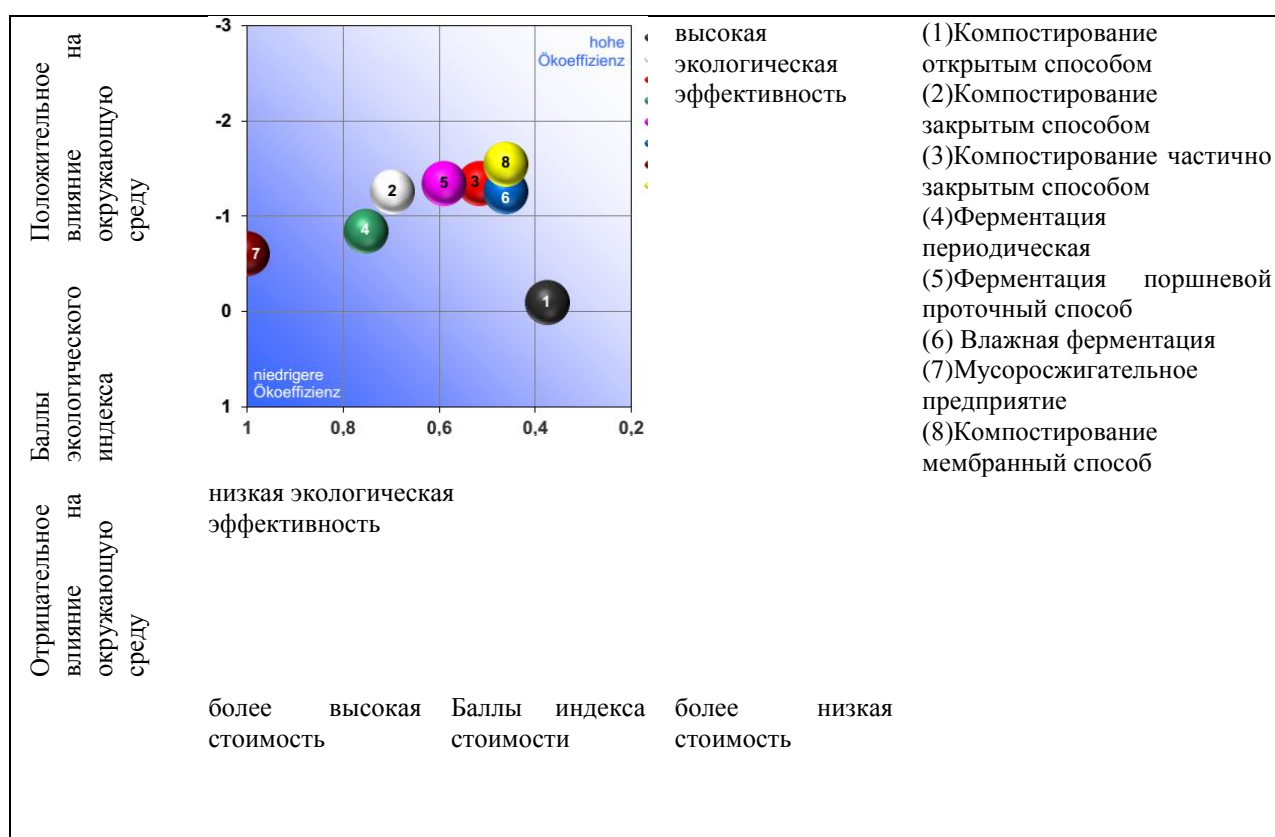 Положительное на
влияние
окружающую
среду
Баллы
экологического
индекса
Отрицательное на
влияние
окружающую
среду
-3
-2
-1
0
1
1
0,8
0,6
0,4
0,2
hohe
Ökoeffizienz
niedrigere
Ökoeffizienz
8
5
3
2
6
4
7
1
высокая
экологическая
эффективность
(1)Компостирование
открытым способом
(2)Компостирование
закрытым способом
(3)Компостирование частично
закрытым способом
(4)Ферментация
периодическая
(5)Ферментация поршневой
проточный способ
(6) Влажная ферментация
(7)Мусоросжигательное
предприятие
(8)Компостирование
мембранный способ
низкая экологическая
эффективность
более высокая
стоимость
Баллы индекса
стоимости
более низкая
стоимость